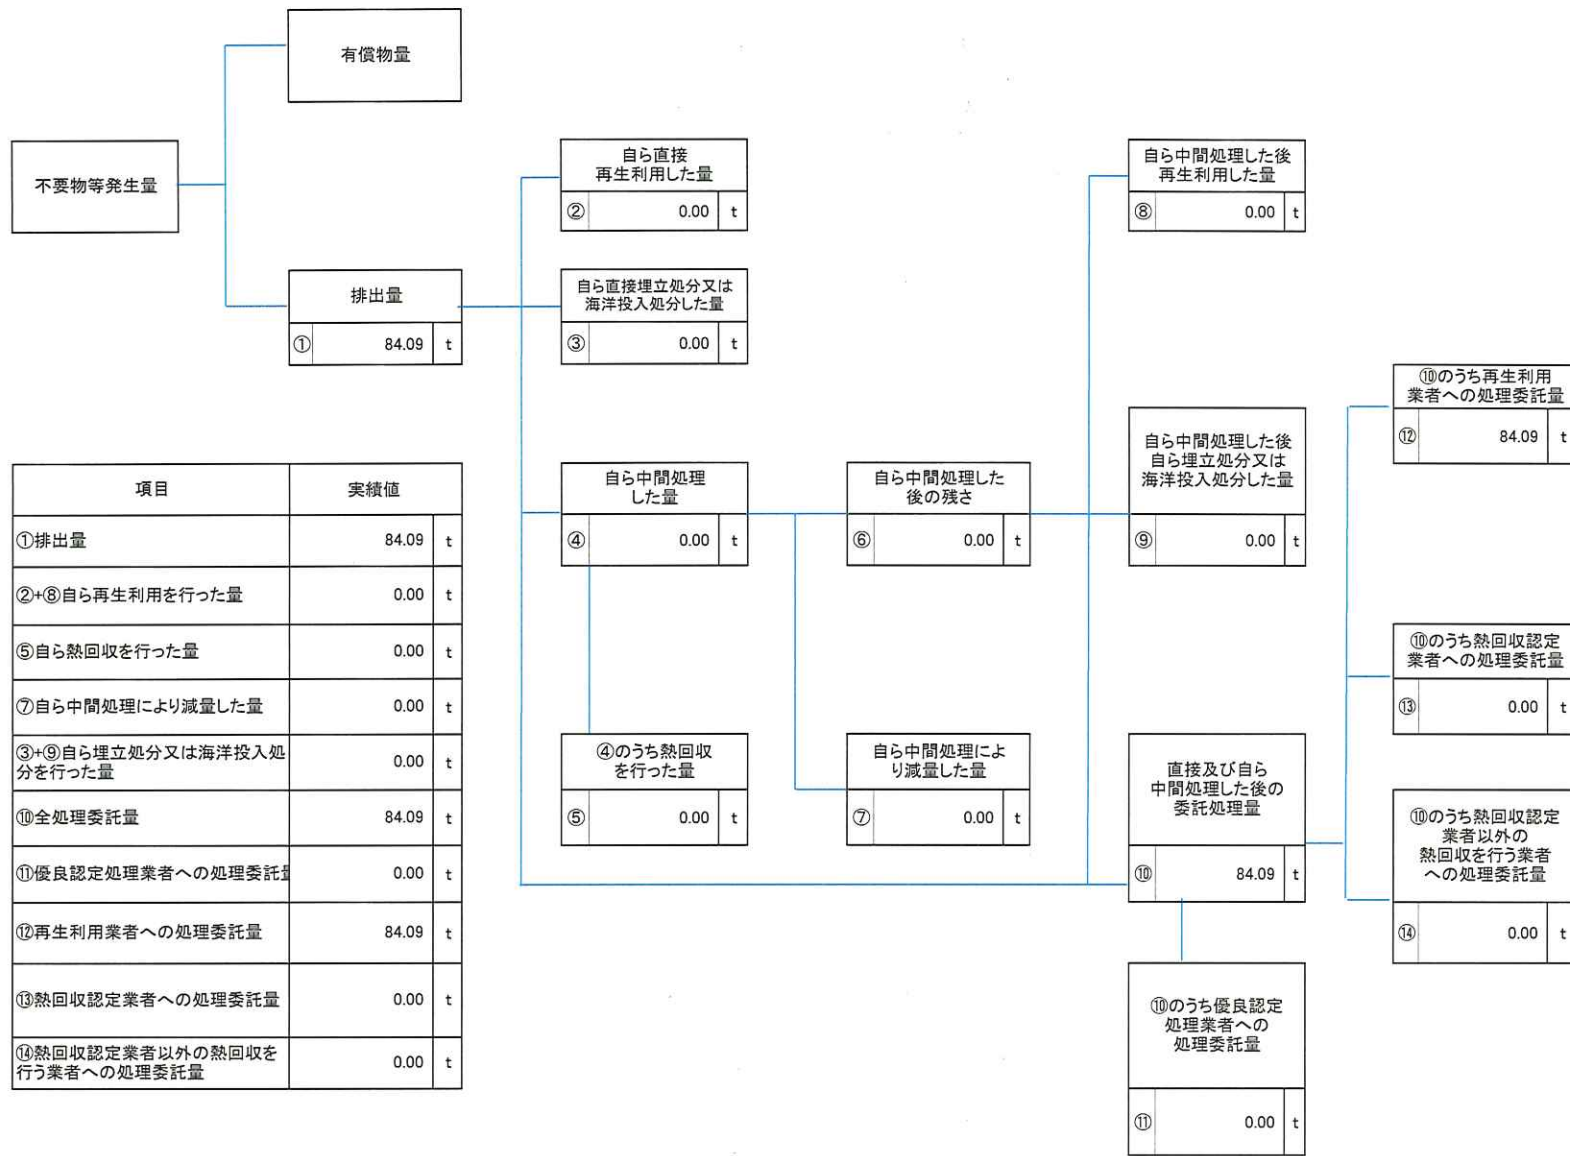 有償物量
不要物等発生量
自ら直接
再生利用した量
② 0.00 t
自ら中間処理した後
再生利用した量
⑧ 0.00 t
排出量
① 84.09 t
自ら直接埋立処分又は
海洋投入処分した量
③ 0.00 t
⑩のうち再生利用
業者への処理委託量
⑫ 84.09 t
自ら中間処理
した量
④ 0.00 t
自ら中間処理した
後の残さ
⑥ 0.00 t
自ら中間処理した後
自ら埋立処分又は
海洋投入処分した量
⑨ 0.00 t
⑩のうち熱回収認定
業者への処理委託量
⑬ 0.00 t
④のうち熱回収
を行った量
⑤ 0.00 t
自ら中間処理によ
り減量した量
⑦ 0.00 t
直接及び自ら
中間処理した後の
委託処理量
⑩ 84.09 t
⑩のうち熱回収認定
業者以外の
熱回収を行う業者
への処理委託量
⑭ 0.00 t
⑩のうち優良認定
処理業者への
処理委託量
⑪ 0.00 t
項目 実績値
①排出量 84.09 t
②+⑧自ら再生利用を行った量 0.00 t
⑤自ら熱回収を行った量 0.00 t
⑦自ら中間処理により減量した量 0.00 t
③+⑨自ら埋立処分又は海洋投入処
分を行った量 0.00 t
⑩全処理委託量 84.09 t
⑪優良認定処理業者への処理委託量 0.00 t
⑫再生利用業者への処理委託量 84.09 t
⑬熱回収認定業者への処理委託量 0.00 t
⑭熱回収認定業者以外の熱回収を
行う業者への処理委託量 0.00 t